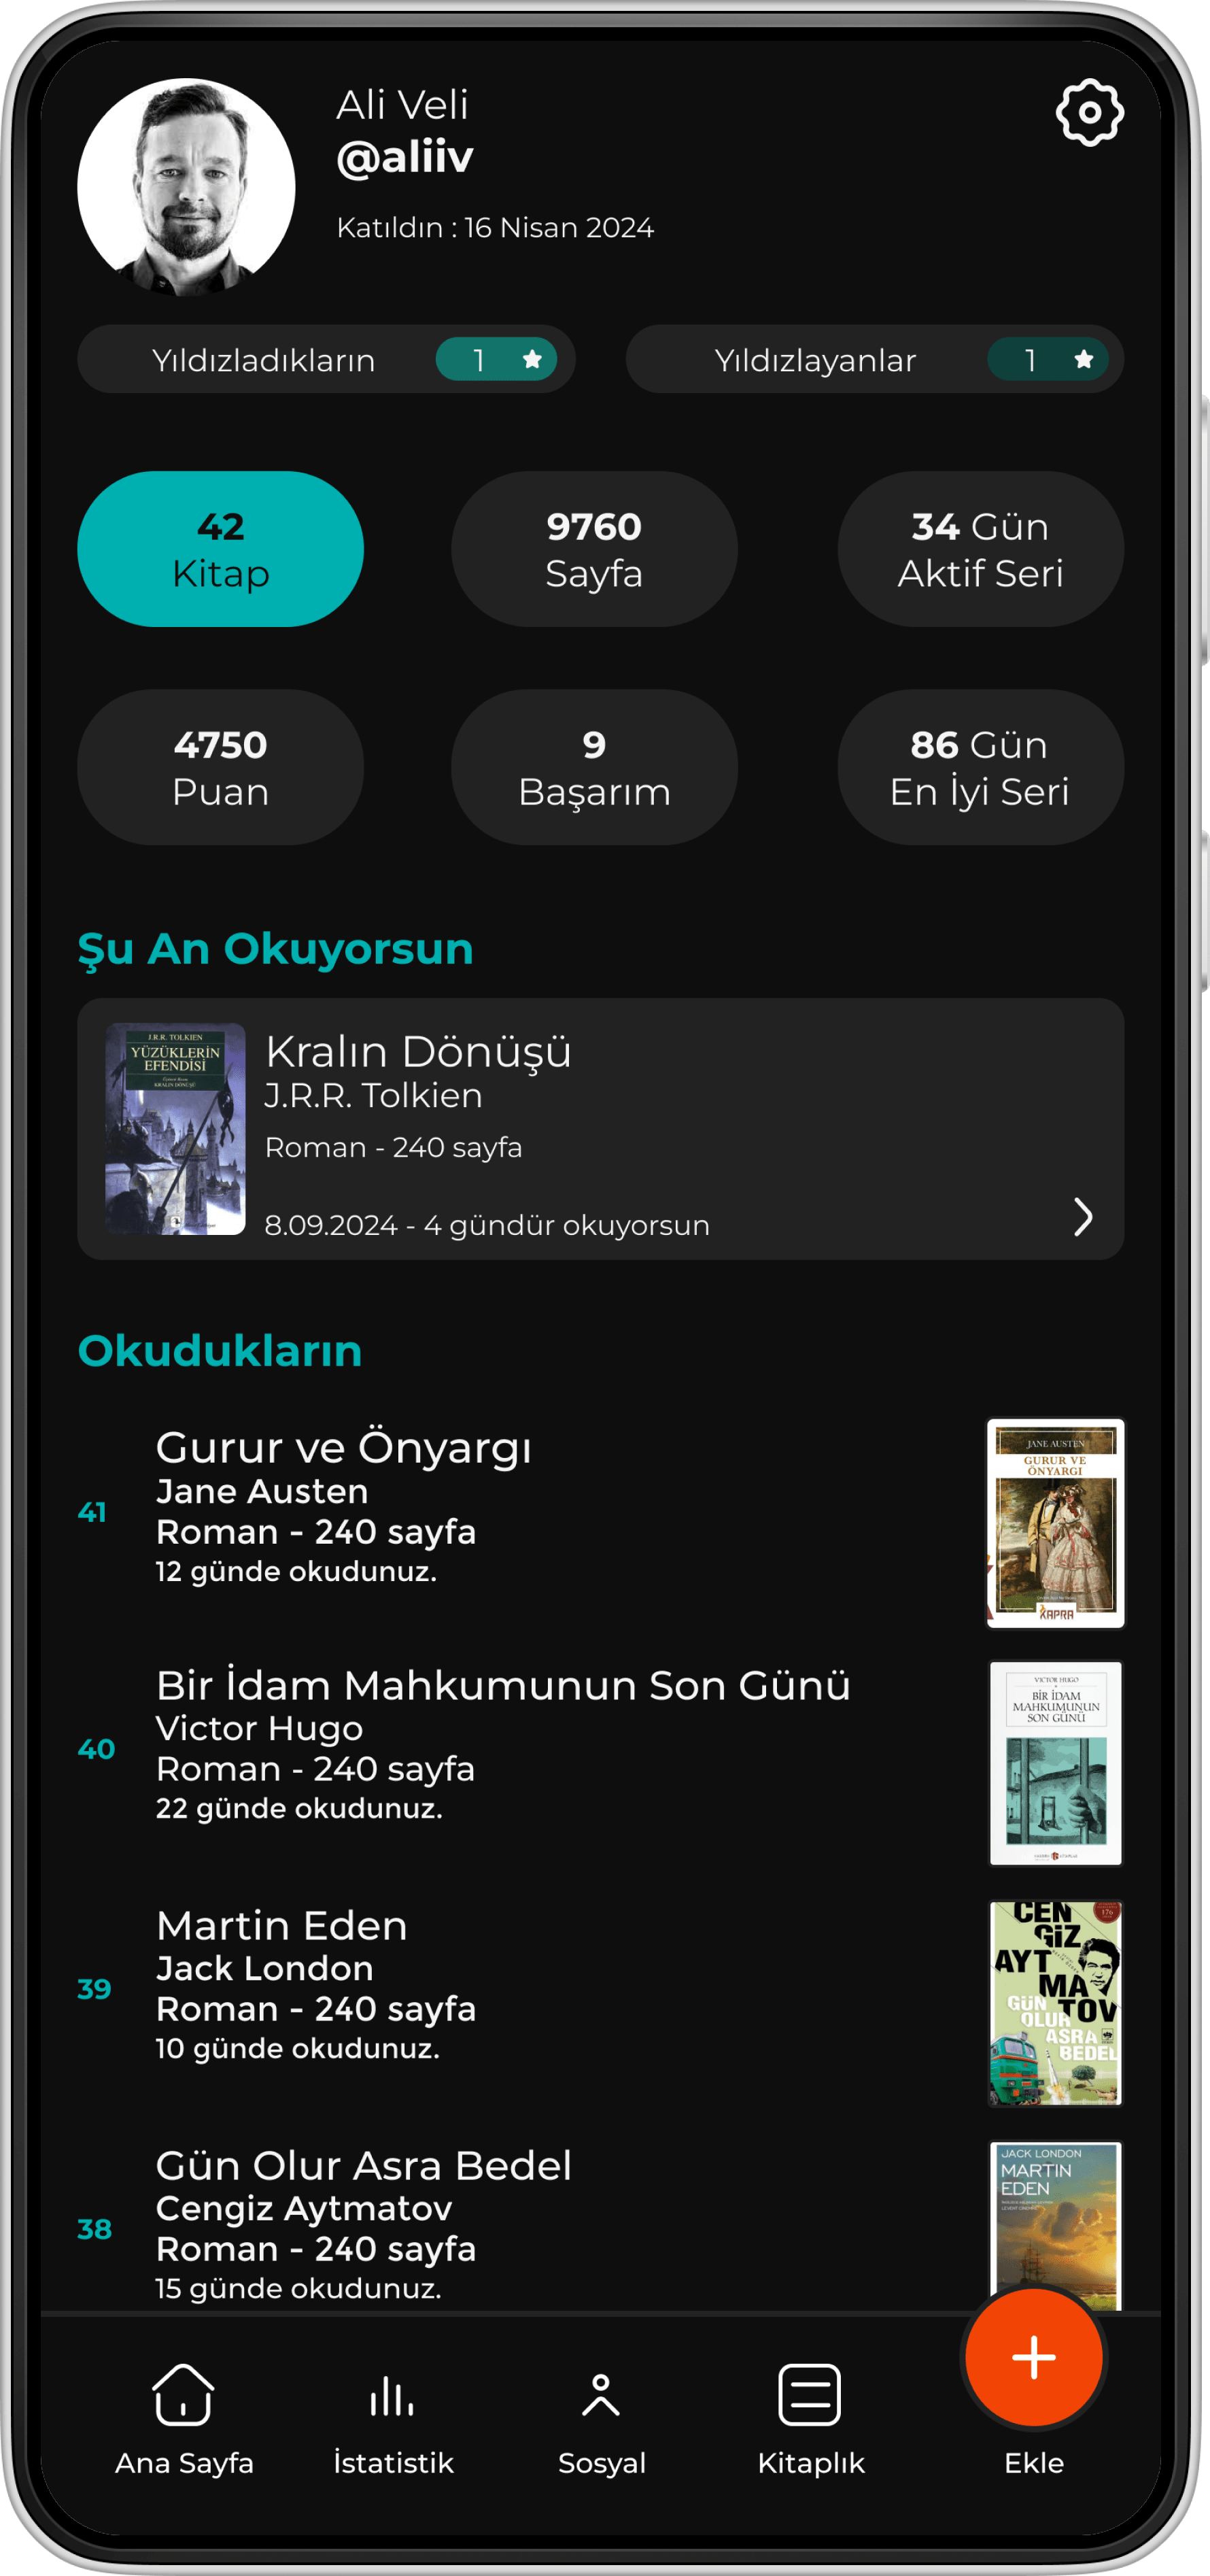 Ali Veli
@aliiv
Katıldın : 16 Nisan 2024
Yıldızladıkların 1
Yıldızlayanlar 1
42
Kitap
9760
Sayfa
34 Gün
Aktif Seri
4750
Puan
9
Başarım
86 Gün
En İyi Seri
Şu An Okuyorsun
J.R.R. TOLKIEN
YÜZÜKLERİN
EFENDİSİ
KRALIN DÖNÜŞÜ
Kralın Dönüşü
J.R.R. Tolkien
Roman - 240 sayfa
8.09.2024 - 4 gündür okuyorsun
Okudukların
41
Gurur ve Önyargı
Jane Austen
Roman - 240 sayfa
12 günde okudunuz.
JANE AUSTEN
GURUR VE
ÖNYARGI
KAPRA
40
Bir İdam Mahkumunun Son Günü
Victor Hugo
Roman - 240 sayfa
22 günde okudunuz.
VICTOR HUGO
BİR İDAM
MAHKUMUNUN
SON GÜNÜ
39
Martin Eden
Jack London
Roman - 240 sayfa
10 günde okudunuz.
CEN
GİZ
AYT
MA
TOV
GÜN
OLUR
ASRA
BEDEL
38
Gün Olur Asra Bedel
Cengiz Aytmatov
Roman - 240 sayfa
15 günde okudunuz.
JACK LONDON
MARTIN
EDEN
Ana Sayfa
İstatistik
Sosyal
Kitaplık
Ekle